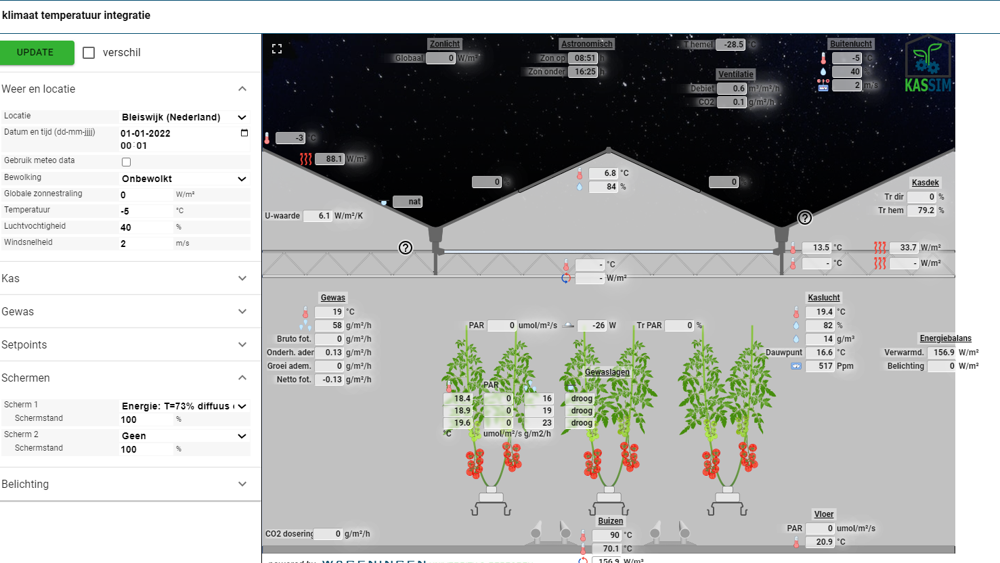 klimaat temperatuur integratie
UPDATE verschil
Weer en locatie
Locatie Bleiswijk (Nederland)
Datum en tijd (dd-mm-jjjj) 01-01-2022
00:01
Gebruik meteo data
Bewolking Onbewolkt
Globale zonnestraling 0 W/m²
Temperatuur -5 °C
Luchtvochtigheid 40 %
Windsnelheid 2 m/s
Kas
Gewas
Setpoints
Schermen
Scherm 1 Energie: T=73% diffuus
Schermstand 100 %
Scherm 2 Geen
Schermstand 100 %
Belichting
Zonlicht
Globaal 0 W/m²
Astronomisch
Zon op 08:51 h
Zon onder 16:25 h
T hemel -28.5 °C
Ventilatie
Debiet 0.6 m³/m²/h
CO2 0.1 g/m²/h
Buitenlucht
-5 °C
40 %
2 m/s
KASSIM
-3 °C
88.1 W/m²
nat
U-waarde 6.1 W/m²/K
0 %
6.8 °C
84 %
0 %
Kasdek
Tr dir 0 %
Tr hem 79.2 %
?
?
13.5 °C 33.7 W/m²
- °C - W/m²
- °C
- W/m²
Gewas
19 °C
58 g/m²/h
Bruto fot. 0 g/m²/h
Onderh. adem 0.13 g/m²/h
Groei adem. 0 g/m²/h
Netto fot. -0.13 g/m²/h
PAR 0 umol/m²/s -26 W Tr PAR 0 %
Gewaslagen
PAR
18.4 0 16 droog
18.9 0 19 droog
19.6 0 23 droog
°C umol/m²/s g/m2/h
Kaslucht
19.4 °C
82 %
14 g/m³
Dauwpunt 16.6 °C
517 Ppm
Energiebalans
Verwarmd. 156.9 W/m²
Belichting 0 W/m²
CO2 dosering 0 g/m²/h
Buizen
90 °C
70.1 °C
156.9 W/m²
Vloer
PAR 0 umol/m²/s
20.9 °C
powered by WAGENINGEN